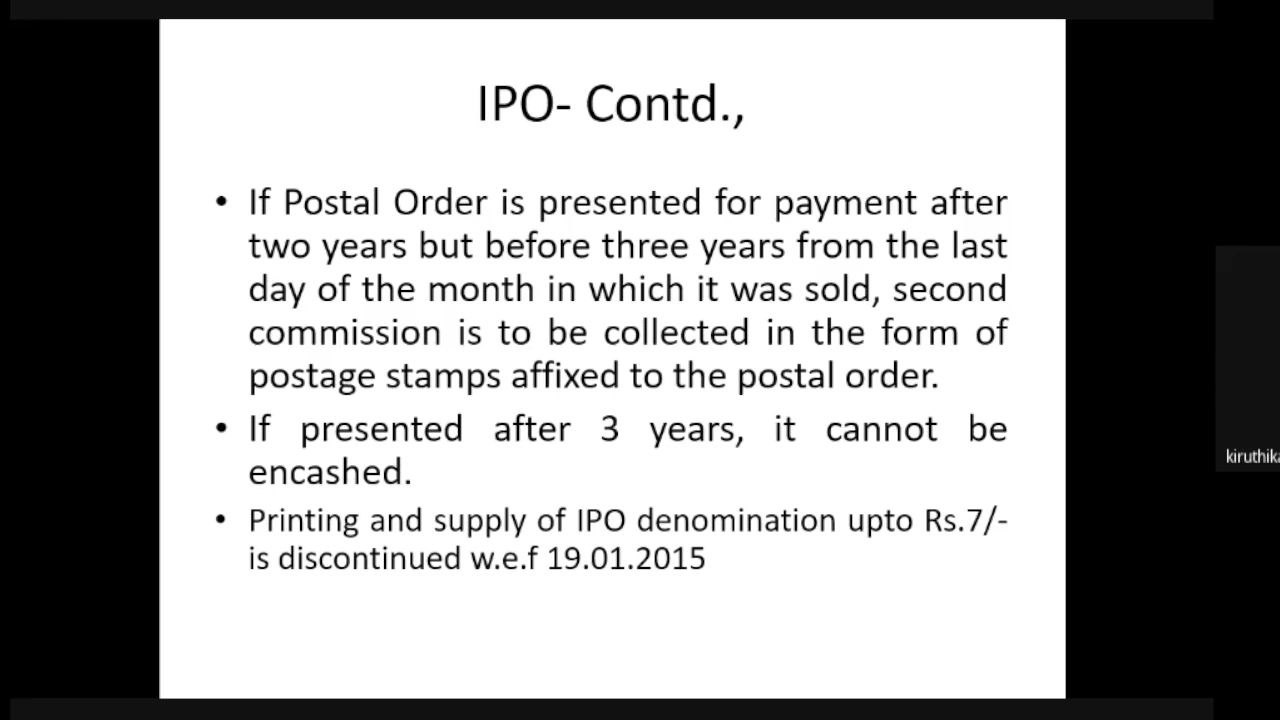 IPO- Contd.,
• If Postal Order is presented for payment after
two years but before three years from the last
day of the month in which it was sold, second
commission is to be collected in the form of
postage stamps affixed to the postal order.
• If presented after 3 years, it cannot be
encashed.
• Printing and supply of IPO denomination upto Rs.7/-
is discontinued w.e.f 19.01.2015
kiruthika